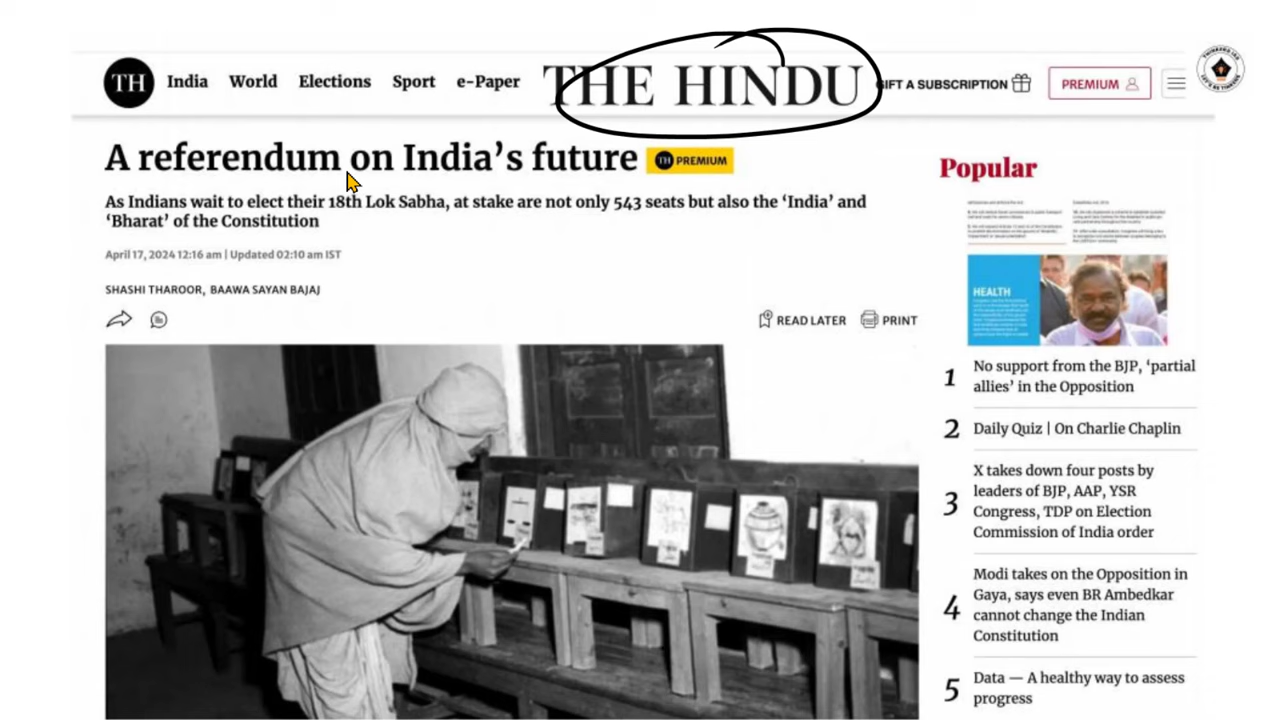 TH
India World Elections Sport e-Paper
THE HINDU
GIFT A SUBSCRIPTION
PREMIUM
A referendum on India's future
TH PREMIUM
As Indians wait to elect their 18th Lok Sabha, at stake are not only 543 seats but also the ‘India’ and
‘Bharat’ of the Constitution
April 17, 2024 12:16 am | Updated 02:10 am IST
SHASHI THAROOR, BAAWA SAYAN BAJAJ
READ LATER PRINT
Popular
HEALTH
1 No support from the BJP, ‘partial
allies’ in the Opposition
2 Daily Quiz | On Charlie Chaplin
3 X takes down four posts by
leaders of BJP, AAP, YSR
Congress, TDP on Election
Commission of India order
4 Modi takes on the Opposition in
Gaya, says even BR Ambedkar
cannot change the Indian
Constitution
5 Data — A healthy way to assess
progress